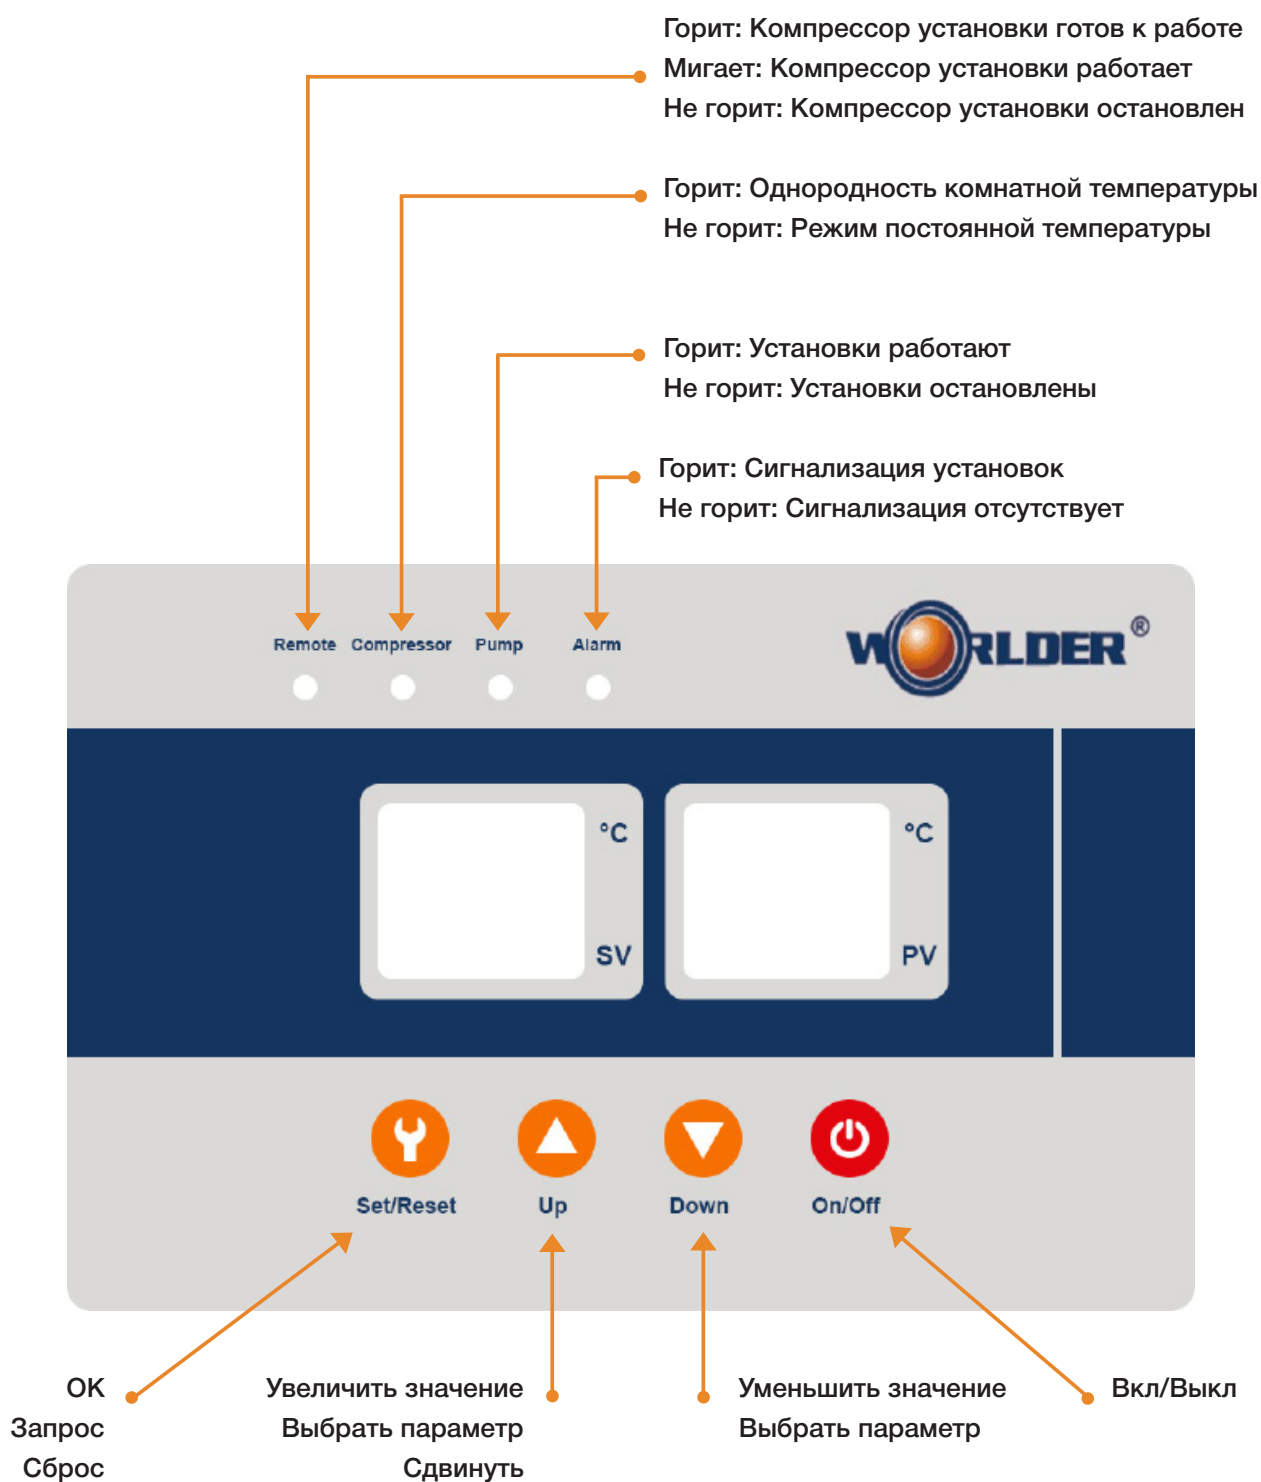 Горит: Компрессор установки готов к работе
Мигает: Компрессор установки работает
Не горит: Компрессор установки остановлен
Горит: Однородность комнатной температуры
Не горит: Режим постоянной температуры
Горит: Установки работают
Не горит: Установки остановлены
Горит: Сигнализация установок
Не горит: Сигнализация отсутствует
Remote Compressor Pump Alarm
WORLDER®
°C °C
SV PV
Set/Reset Up Down On/Off
OK
Запрос
Сброс
Увеличить значение
Выбрать параметр
Сдвинуть
Уменьшить значение
Выбрать параметр
Вкл/Выкл